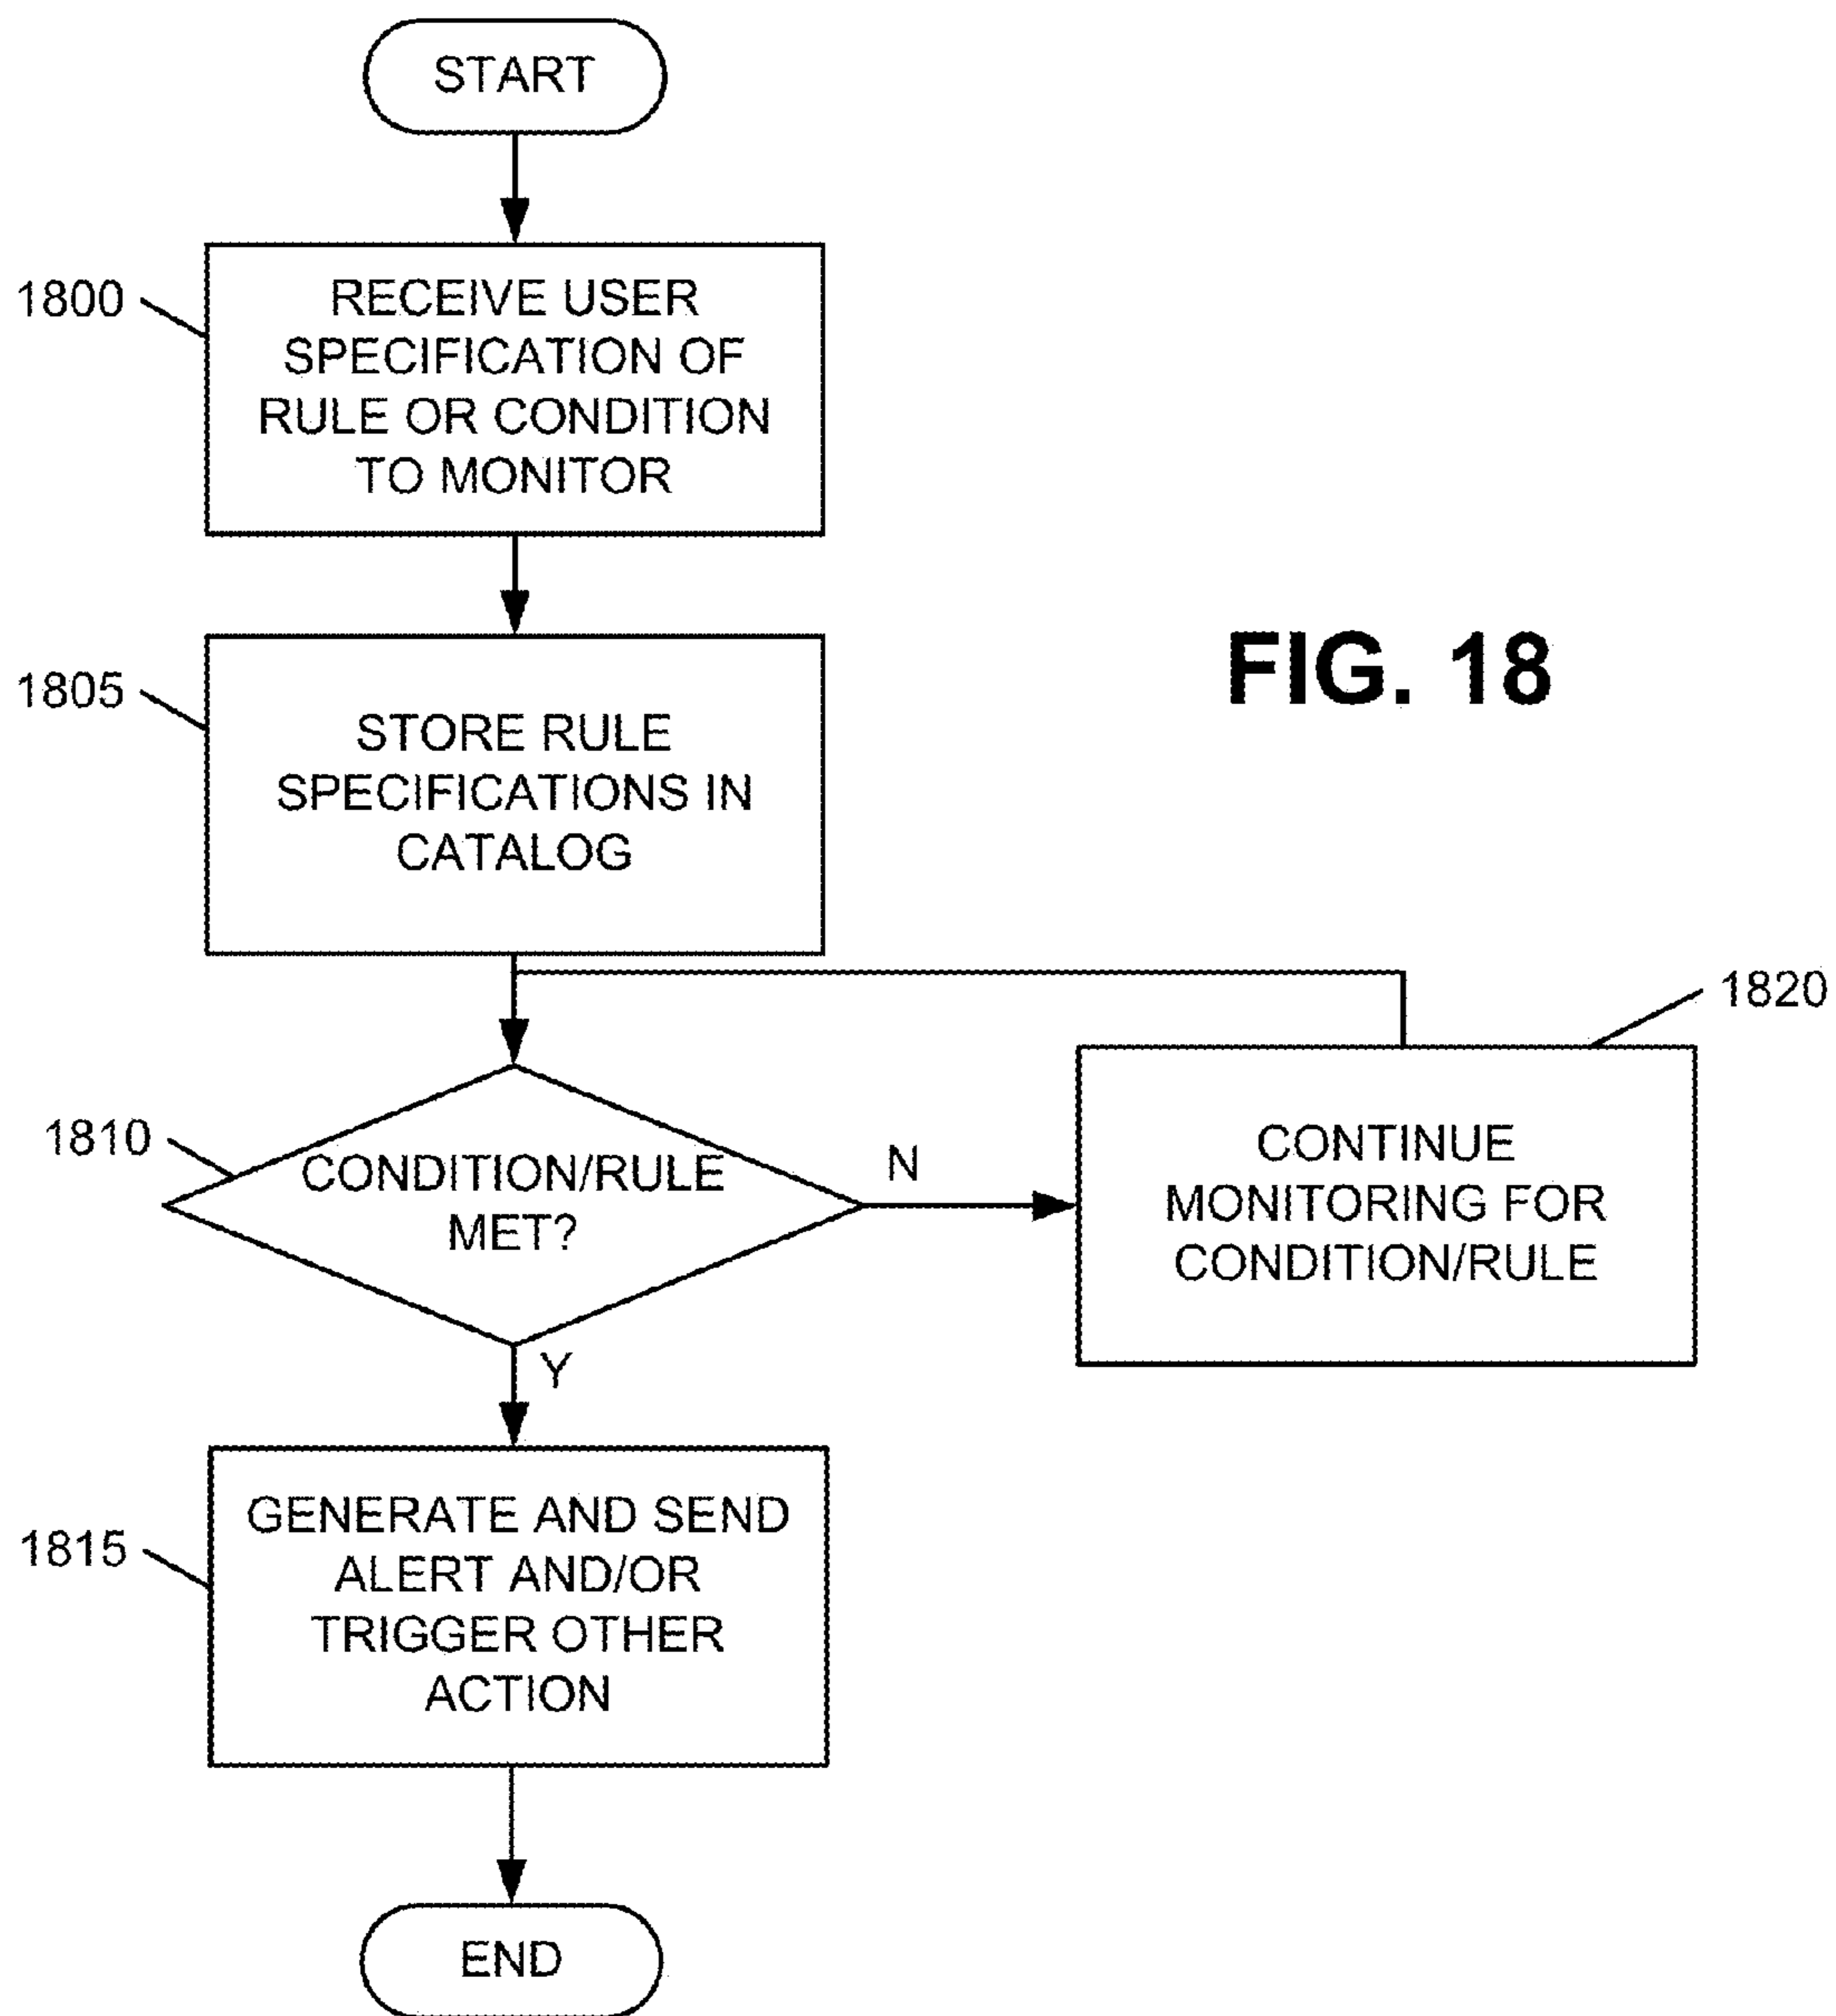 START
1800
RECEIVE USER
SPECIFICATION OF
RULE OR CONDITION
TO MONITOR
FIG. 18
1805
STORE RULE
SPECIFICATIONS IN
CATALOG
1820
1810
CONDITION/RULE
MET?
N
CONTINUE
MONITORING FOR
CONDITION/RULE
Y
1815
GENERATE AND SEND
ALERT AND/OR
TRIGGER OTHER
ACTION
END